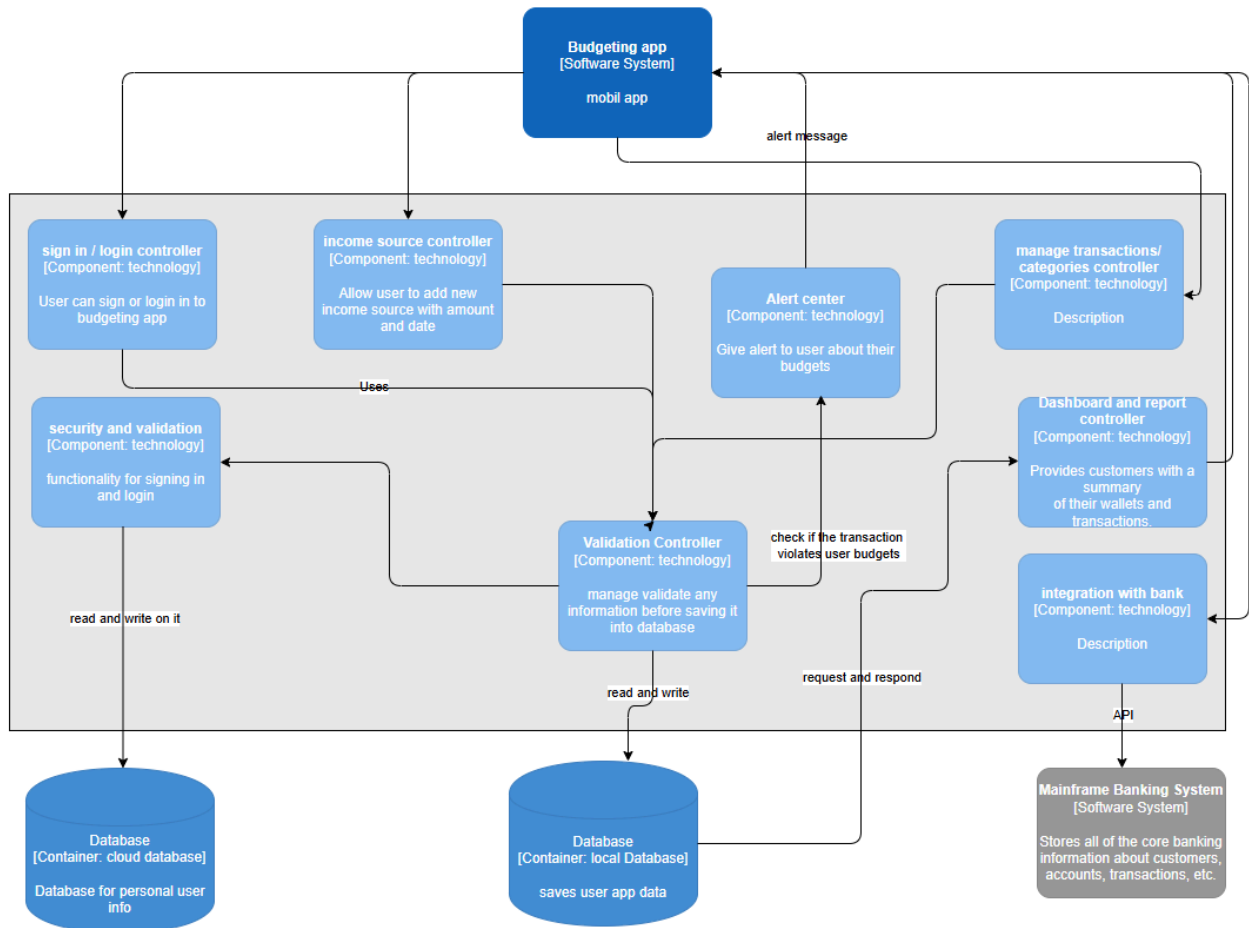 Budgeting app
[Software System]
mobil app
alert message
sign in / login controller
[Component: technology]
User can sign or login in to
budgeting app
income source controller
[Component: technology]
Allow user to add new
income source with amount
and date
Alert center
[Component: technology]
Give alert to user about their
budgets
manage transactions/
categories controller
[Component: technology]
Description
Uses
security and validation
[Component: technology]
functionality for signing in
and login
Dashboard and report
controller
[Component: technology]
Provides customers with a
summary
of their wallets and
transactions.
Validation Controller
[Component: technology]
manage validate any
information before saving it
into database
check if the transaction
violates user budgets
integration with bank
[Component: technology]
Description
read and write on it
read and write
request and respond
API
Database
[Container: cloud database]
Database for personal user
info
Database
[Container: local Database]
saves user app data
Mainframe Banking System
[Software System]
Stores all of the core banking
information about customers,
accounts, transactions, etc.